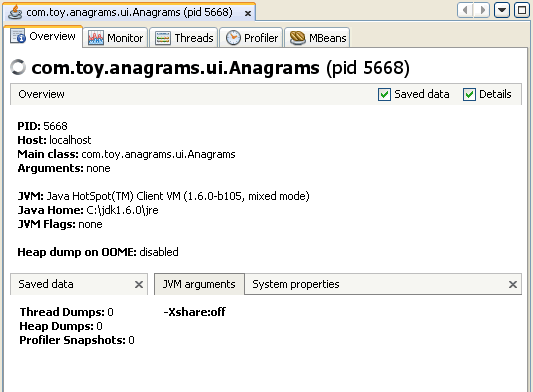 com.toy.anagrams.ui.Anagrams (pid 5668)
Overview Monitor Threads Profiler MBeans
com.toy.anagrams.ui.Anagrams (pid 5668)
Overview Saved data Details
PID: 5668
Host: localhost
Main class: com.toy.anagrams.ui.Anagrams
Arguments: none
JVM: Java HotSpot(TM) Client VM (1.6.0-b105, mixed mode)
Java Home: C:\jdk1.6.0\jre
JVM Flags: none
Heap dump on OOME: disabled
Saved data JVM arguments System properties
Thread Dumps: 0 -Xshare:off
Heap Dumps: 0
Profiler Snapshots: 0